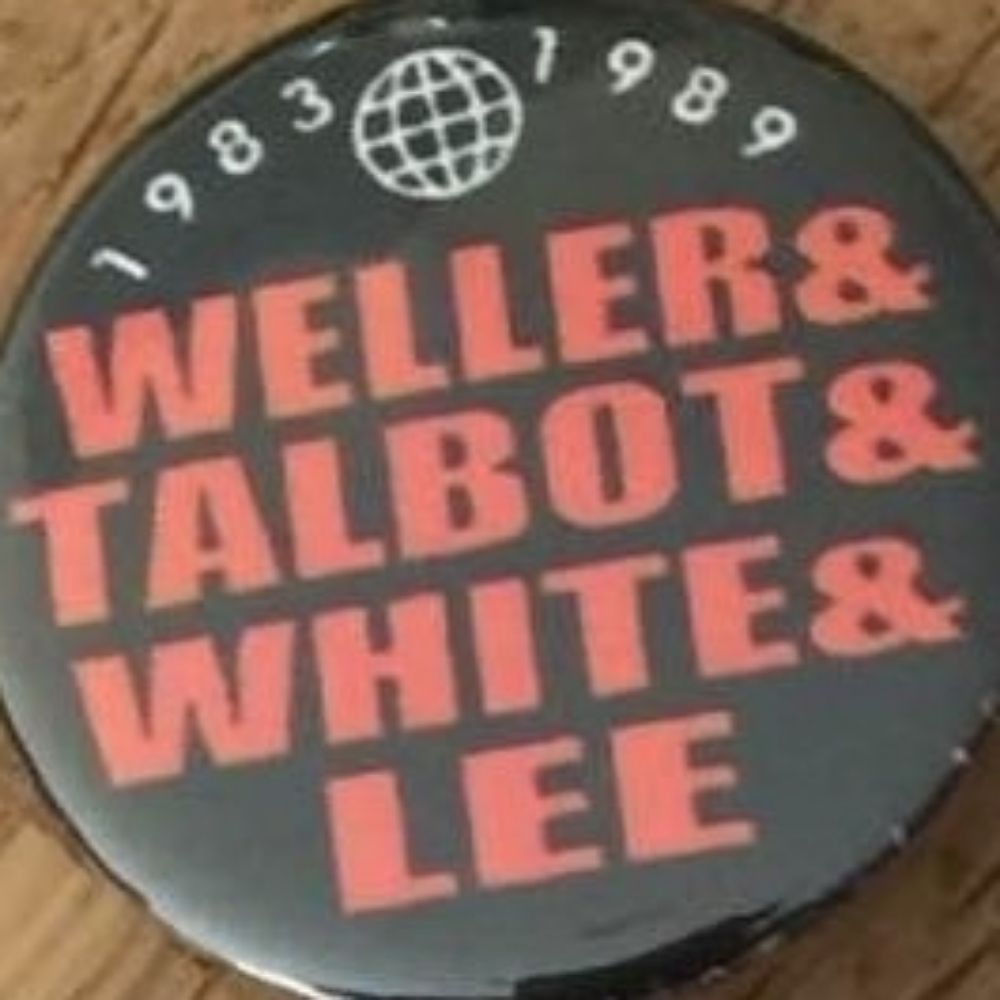 1983 1989
WELLER&
TALBOT&
WHITE&
LEE